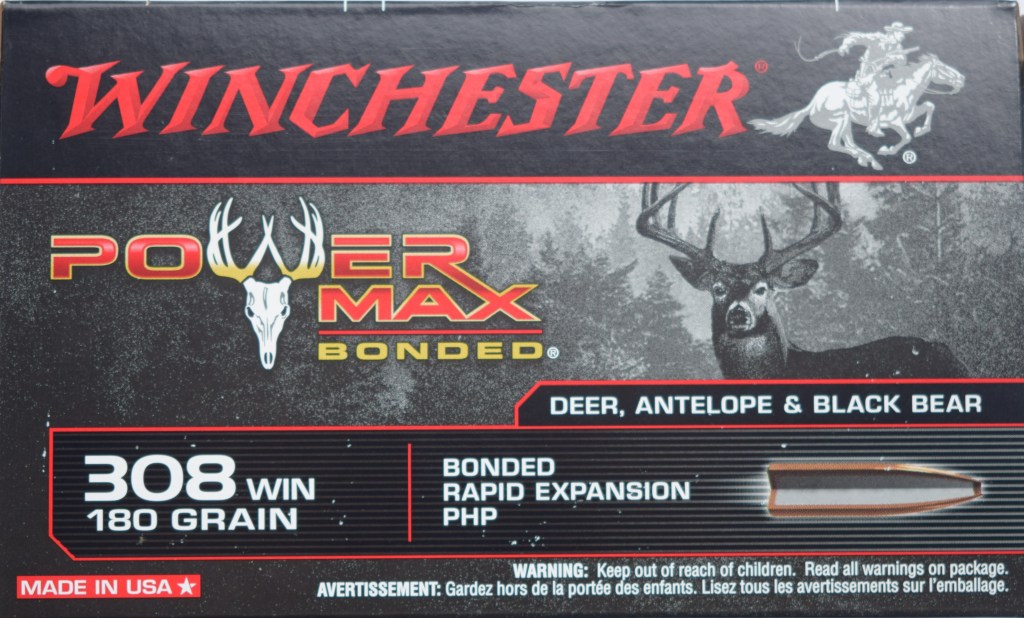 WINCHESTER®
®
POWER
MAX
BONDED®
DEER, ANTELOPE & BLACK BEAR
308 WIN
180 GRAIN
BONDED
RAPID EXPANSION
PHP
MADE IN USA
WARNING: Keep out of reach of children. Read all warnings on package.
AVERTISSEMENT: Gardez hors de la portée des enfants. Lisez tous les avertissements sur l'emballage.